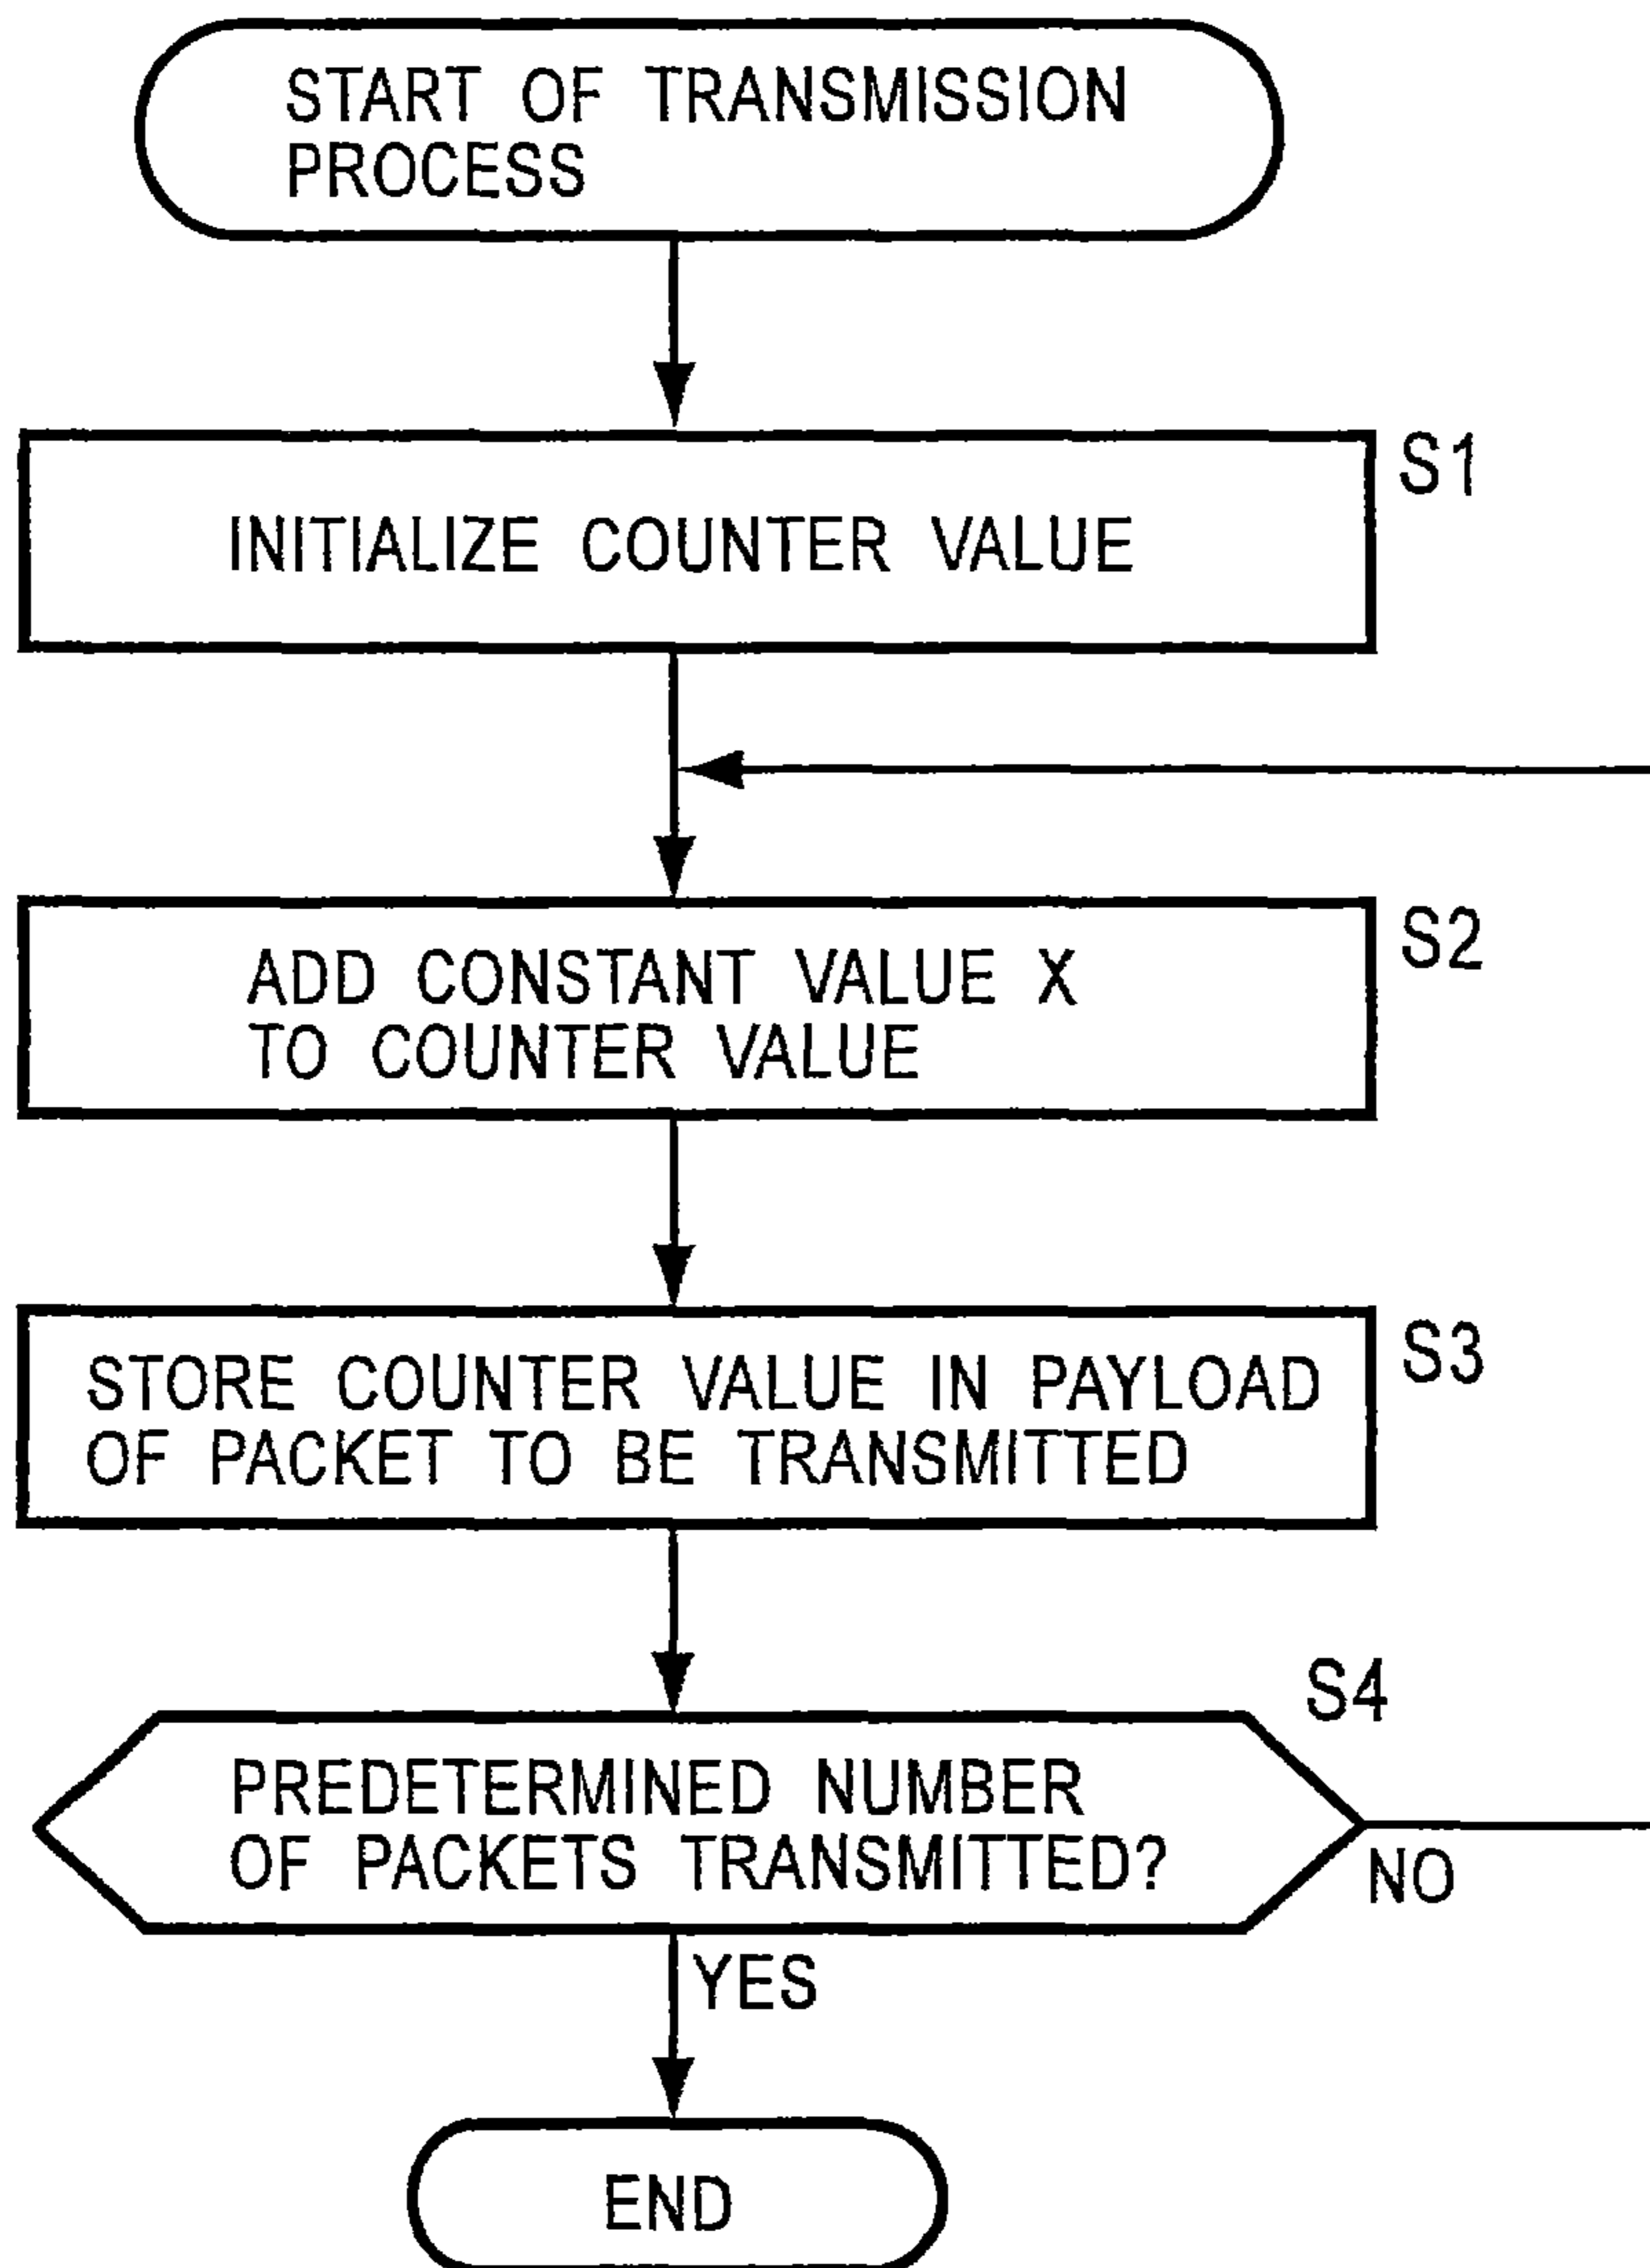 START OF TRANSMISSION
PROCESS
S1
INITIALIZE COUNTER VALUE
S2
ADD CONSTANT VALUE X
TO COUNTER VALUE
S3
STORE COUNTER VALUE IN PAYLOAD
OF PACKET TO BE TRANSMITTED
S4
PREDETERMINED NUMBER
OF PACKETS TRANSMITTED?
NO
YES
END